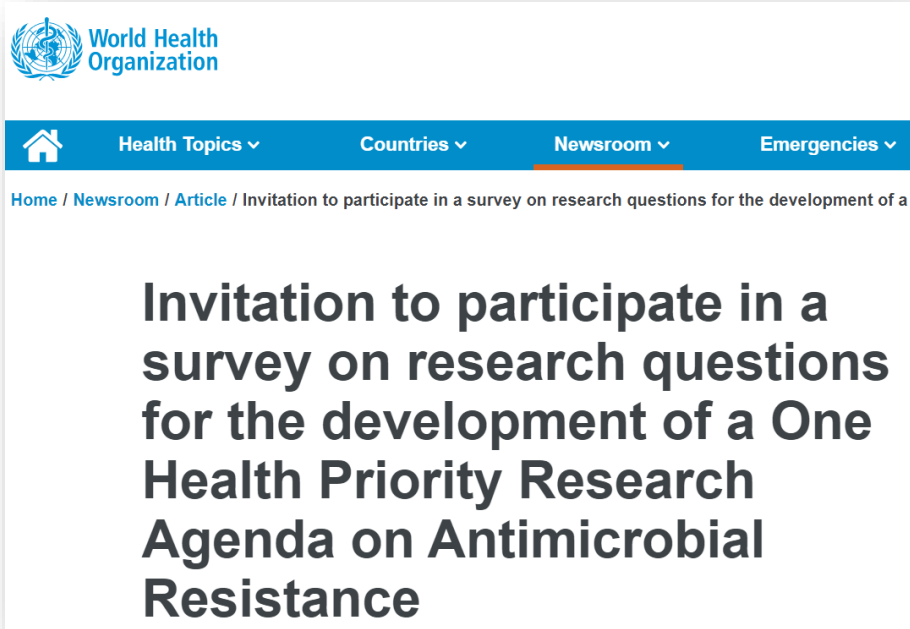 World Health
Organization
Health Topics
Countries
Newsroom
Emergencies
Home / Newsroom / Article / Invitation to participate in a survey on research questions for the development of a
Invitation to participate in a
survey on research questions
for the development of a One
Health Priority Research
Agenda on Antimicrobial
Resistance